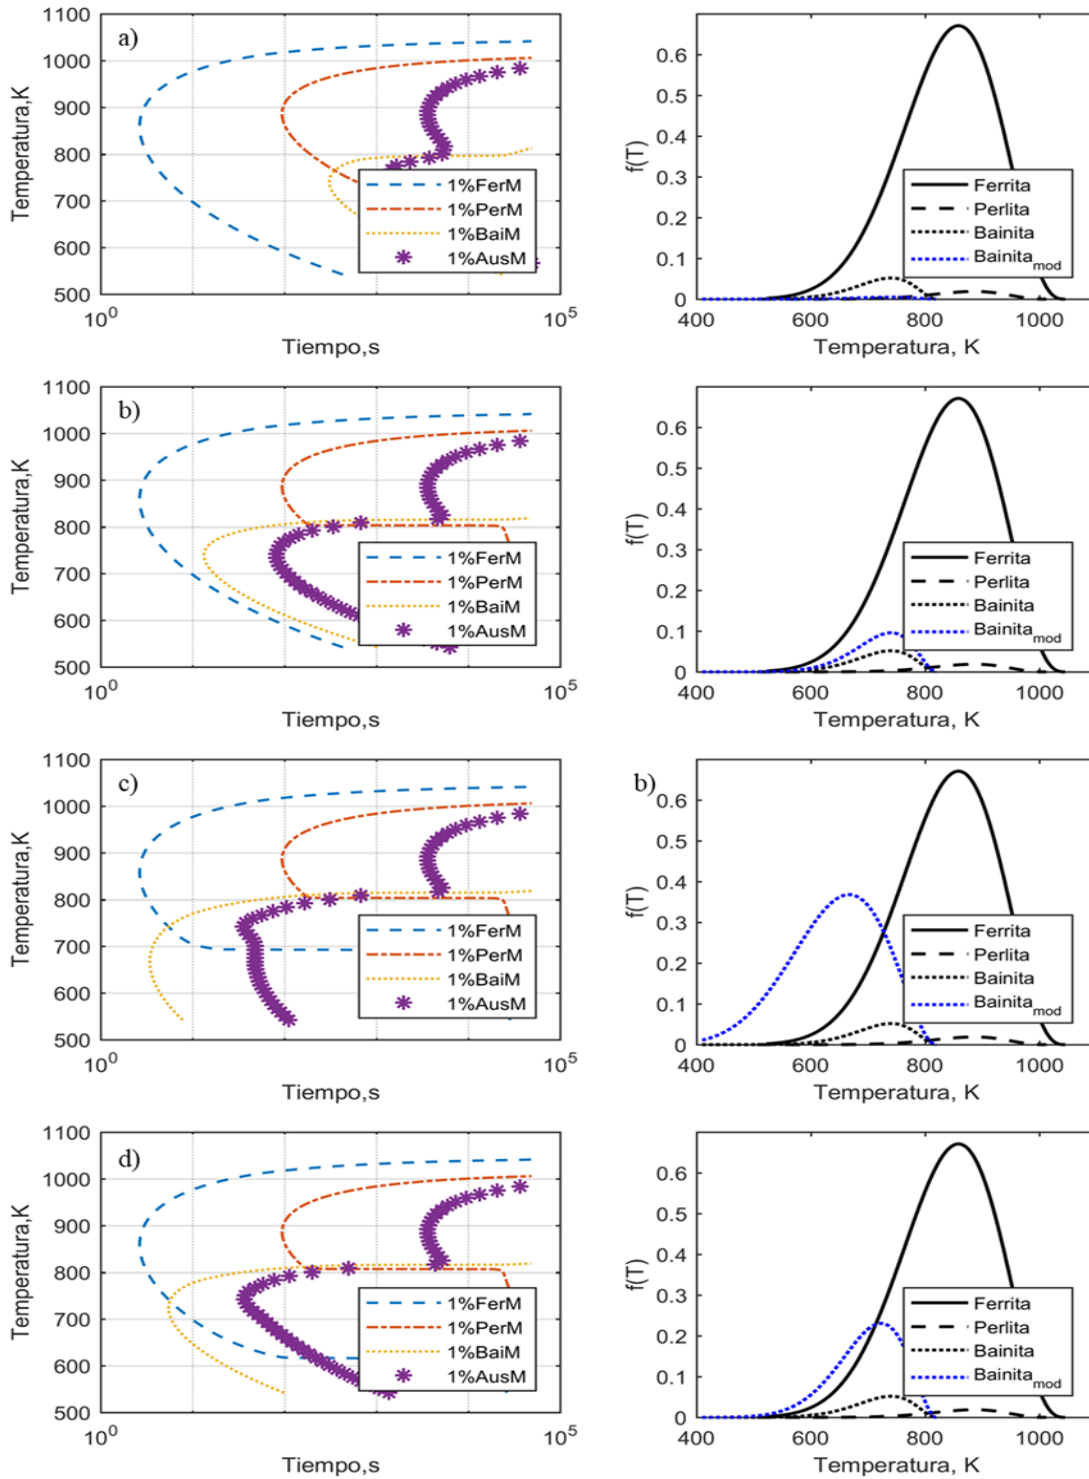 a)
1100
1000
900
800
700
600
500
Temperatura,K
10^0
10^5
Tiempo,s
1%FerM
1%PerM
1%BaiM
1%AusM
0.6
0.5
0.4
0.3
0.2
0.1
0
f(T)
400
600
800
1000
Temperatura, K
Ferrita
Perlita
Bainita
Bainita_mod
b)
1100
1000
900
800
700
600
500
Temperatura,K
10^0
10^5
Tiempo,s
1%FerM
1%PerM
1%BaiM
1%AusM
0.6
0.5
0.4
0.3
0.2
0.1
0
f(T)
400
600
800
1000
Temperatura, K
Ferrita
Perlita
Bainita
Bainita_mod
c)
1100
1000
900
800
700
600
500
Temperatura,K
10^0
10^5
Tiempo,s
1%FerM
1%PerM
1%BaiM
1%AusM
b)
0.6
0.5
0.4
0.3
0.2
0.1
0
f(T)
400
600
800
1000
Temperatura, K
Ferrita
Perlita
Bainita
Bainita_mod
d)
1100
1000
900
800
700
600
500
Temperatura,K
10^0
10^5
Tiempo,s
1%FerM
1%PerM
1%BaiM
1%AusM
0.6
0.5
0.4
0.3
0.2
0.1
0
f(T)
400
600
800
1000
Temperatura, K
Ferrita
Perlita
Bainita
Bainita_mod